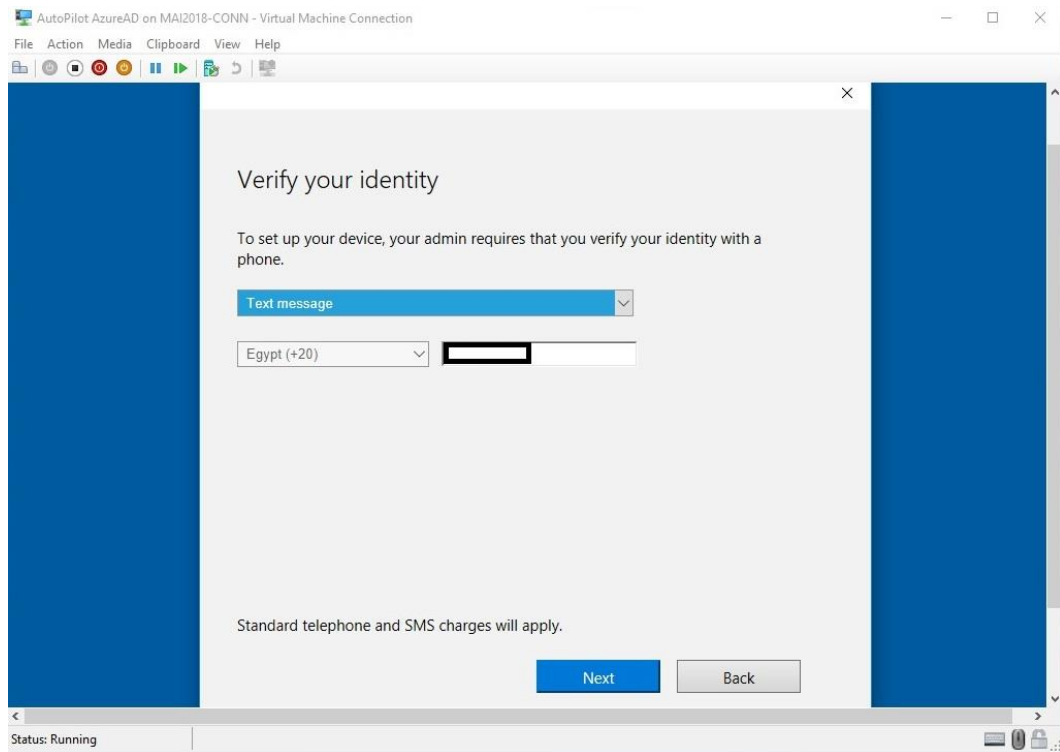 AutoPilot AzureAD on MAI2018-CONN - Virtual Machine Connection
File Action Media Clipboard View Help
Verify your identity
To set up your device, your admin requires that you verify your identity with a
phone.
Text message
Egypt (+20)
Standard telephone and SMS charges will apply.
Next Back
Status: Running